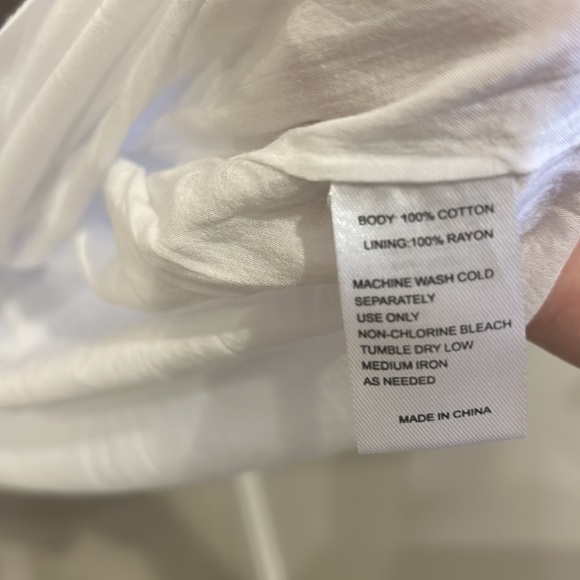 BODY 100% COTTON
LINING:100% RAYON
MACHINE WASH COLD
SEPARATELY
USE ONLY
NON-CHLORINE BLEACH
TUMBLE DRY LOW
MEDIUM IRON
AS NEEDED
MADE IN CHINA